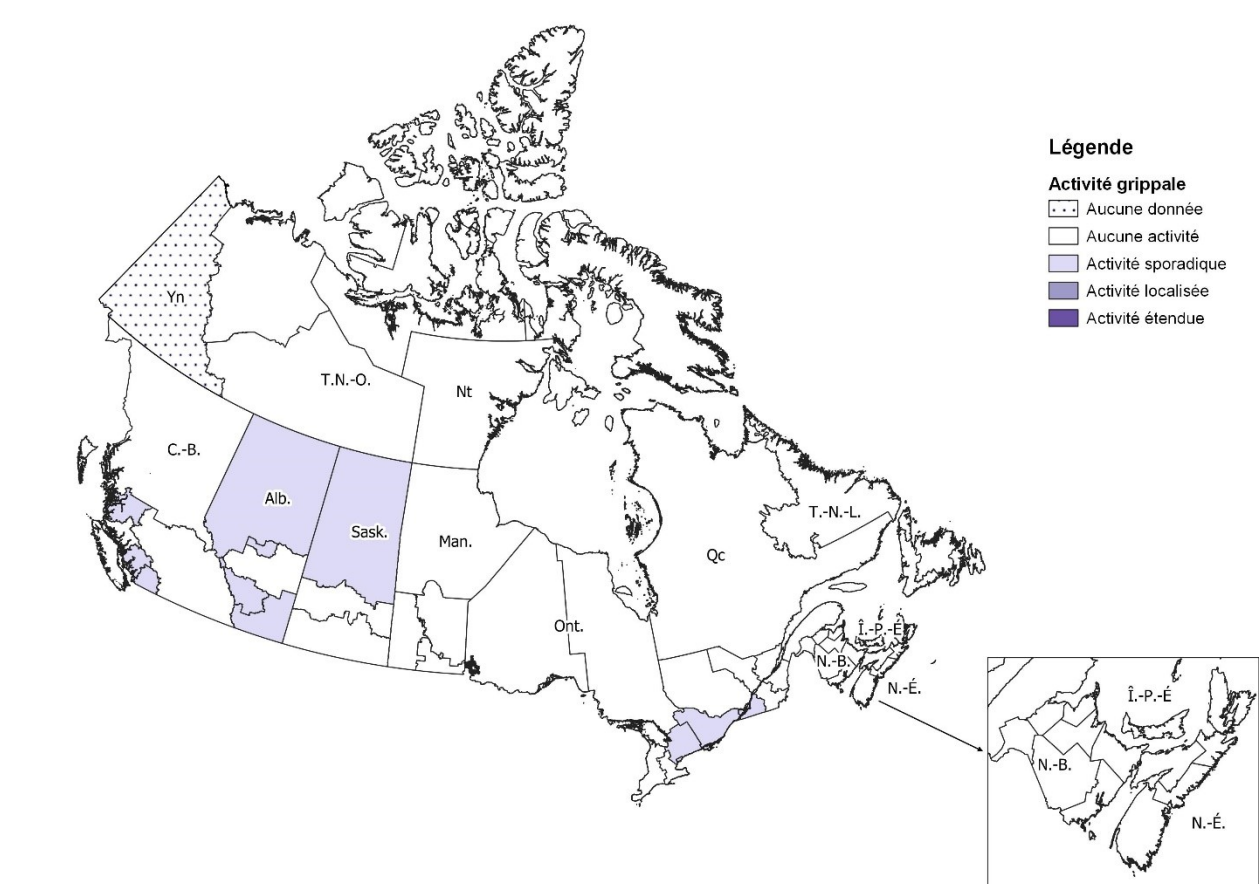 Légende
Activité grippale
Aucune donnée
Aucune activité
Activité sporadique
Activité localisée
Activité étendue
Yn
T.N.-O.
Nt
C.-B.
Alb.
Sask.
Man.
Ont.
Qc
T.-N.-L.
Î.-P.-É
N.-B.
N.-É.
Î.-P.-É
N.-B.
N.-É.